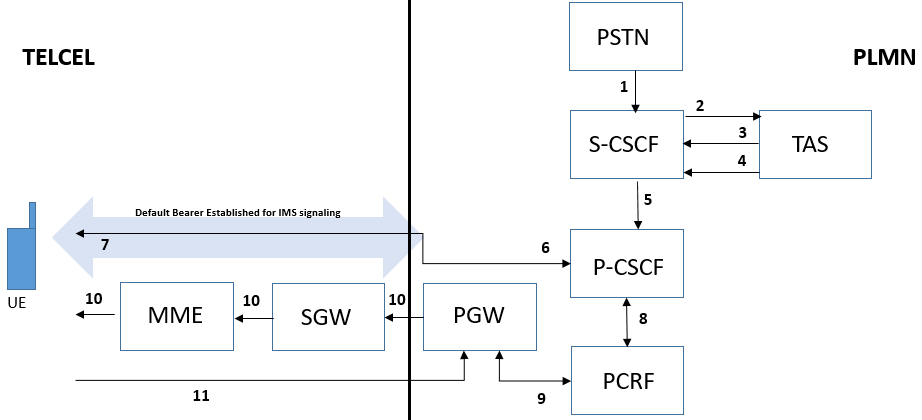 PSTN
TELCEL
PLMN
1
2
S-CSCF
3
TAS
4
5
Default Bearer Established for IMS signaling
7
6
P-CSCF
UE
10
MME
10
SGW
10
PGW
8
11
9
PCRF